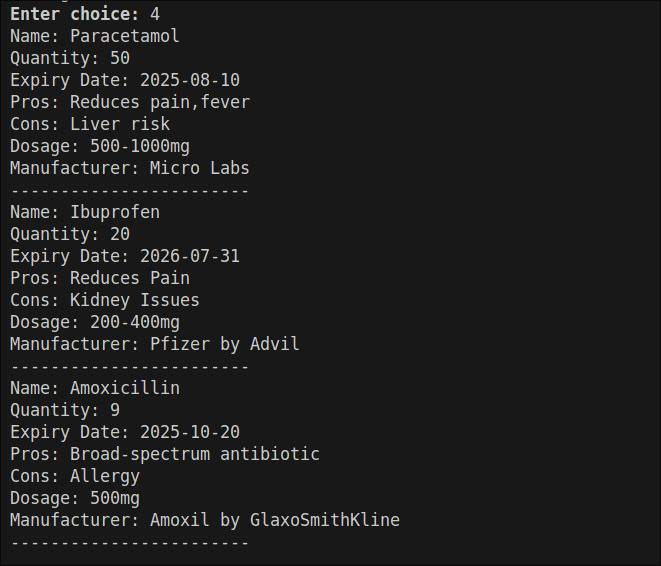 Enter choice: 4
Name: Paracetamol
Quantity: 50
Expiry Date: 2025-08-10
Pros: Reduces pain,fever
Cons: Liver risk
Dosage: 500-1000mg
Manufacturer: Micro Labs
------------------------
Name: Ibuprofen
Quantity: 20
Expiry Date: 2026-07-31
Pros: Reduces Pain
Cons: Kidney Issues
Dosage: 200-400mg
Manufacturer: Pfizer by Advil
------------------------
Name: Amoxicillin
Quantity: 9
Expiry Date: 2025-10-20
Pros: Broad-spectrum antibiotic
Cons: Allergy
Dosage: 500mg
Manufacturer: Amoxil by GlaxoSmithKline
------------------------